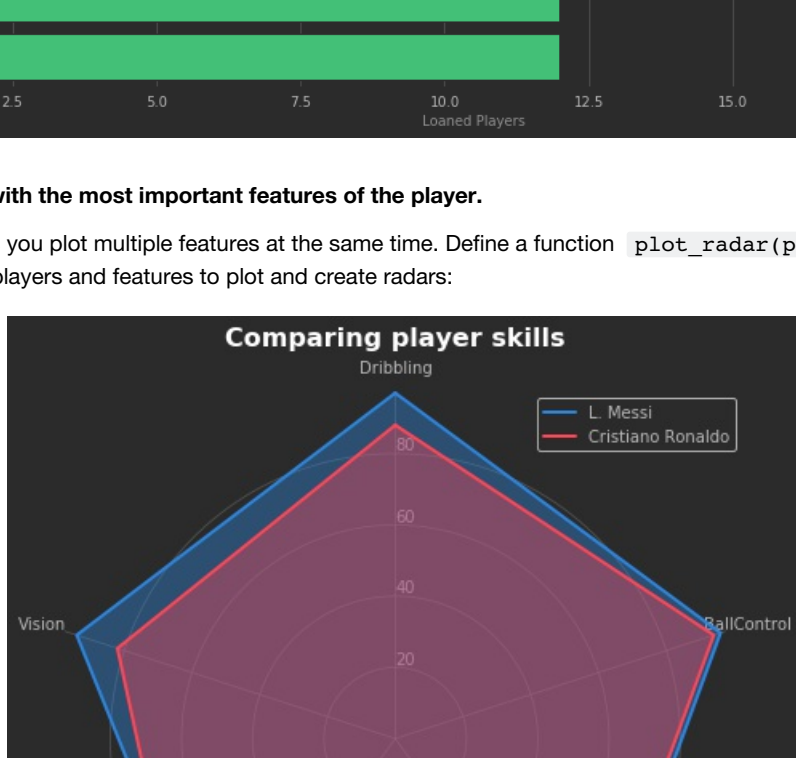 2.5 5.0 7.5 10.0 12.5 15.0
Loaned Players
with the most important features of the player.
you plot multiple features at the same time. Define a function plot_radar(p
players and features to plot and create radars:
Comparing player skills
Dribbling
L. Messi
Cristiano Ronaldo
80
60
40
Vision
BallControl
20